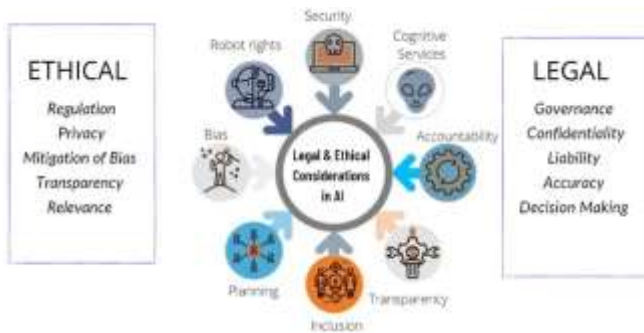 ETHICAL
Regulation
Privacy
Mitigation of Bias
Transparency
Relevance
Security
Robot rights
Cognitive
Services
Bias
Accountability
Legal & Ethical
Considerations
in AI
Planning
Transparency
Inclusion
LEGAL
Governance
Confidentiality
Liability
Accuracy
Decision Making